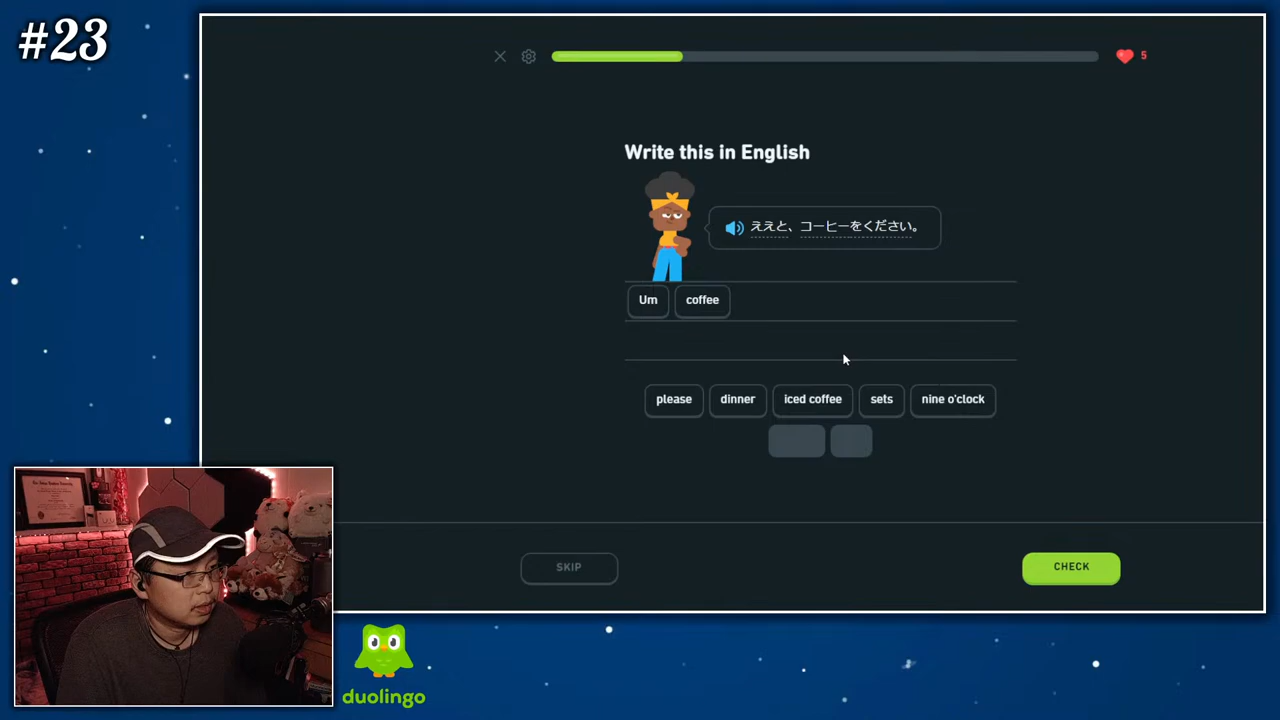 #23
5
Write this in English
ええと、コーヒーをください。
Um coffee
please dinner iced coffee sets nine o'clock
SKIP
CHECK
duolingo